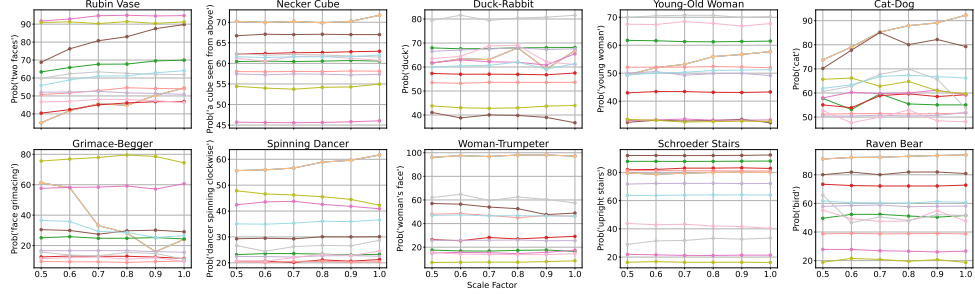 Rubin Vase
Prob('two faces')
40
50
60
70
80
90
Necker Cube
Prob('a cube seen from above')
45
50
55
60
65
70
Duck-Rabbit
Prob('duck')
40
50
60
70
80
Young-Old Woman
Prob('young woman')
40
50
60
70
Cat-Dog
Prob('cat')
50
60
70
80
90
Grimace-Begger
Prob('face grimacing')
20
40
60
80
0.5 0.6 0.7 0.8 0.9 1.0
Spinning Dancer
Prob('dancer spinning clockwise')
20
30
40
50
60
0.5 0.6 0.7 0.8 0.9 1.0
Woman-Trumpeter
Prob('woman's face')
20
40
60
80
100
0.5 0.6 0.7 0.8 0.9 1.0
Schroeder Stairs
Prob('upright stairs')
20
40
60
80
0.5 0.6 0.7 0.8 0.9 1.0
Raven Bear
Prob('bird')
20
40
60
80
0.5 0.6 0.7 0.8 0.9 1.0
Scale Factor